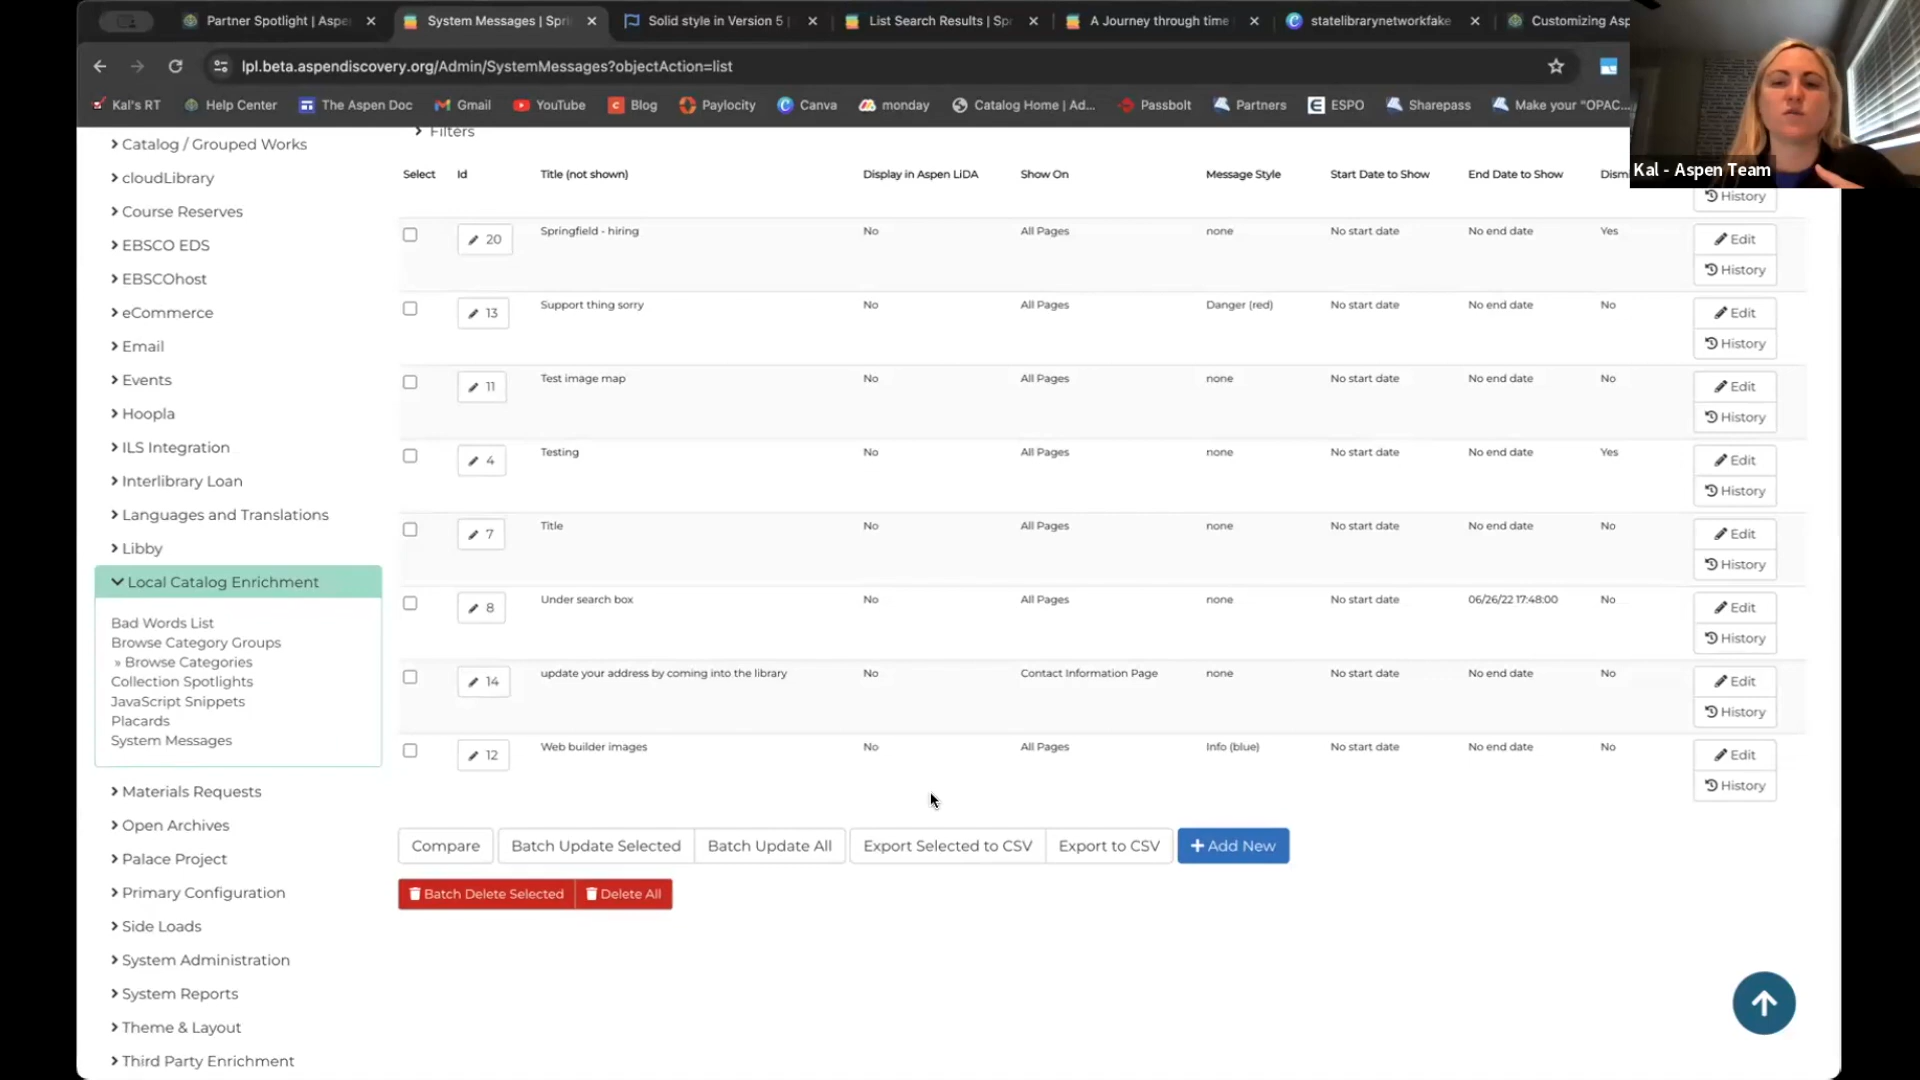 Partner Spotlight | Aspe
System Messages | Spri
Solid style in Version 5 |
List Search Results | Sp
A Journey through time
statelibrarynetworkfake
Customizing Asp
lpl.beta.aspendiscovery.org/Admin/SystemMessages?objectAction=list
Kal's RT
Help Center
The Aspen Doc
Gmail
YouTube
Blog
Paylocity
Canva
monday
Catalog Home | Ad...
Passbolt
Partners
ESPO
Sharepass
Make your "OPAC...
Kal - Aspen Team
Catalog / Grouped Works
cloudLibrary
Course Reserves
EBSCO EDS
EBSCOhost
eCommerce
Email
Events
Hoopla
ILS Integration
Interlibrary Loan
Languages and Translations
Libby
Local Catalog Enrichment
Bad Words List
Browse Category Groups
» Browse Categories
Collection Spotlights
JavaScript Snippets
Placards
System Messages
Materials Requests
Open Archives
Palace Project
Primary Configuration
Side Loads
System Administration
System Reports
Theme & Layout
Third Party Enrichment
Filters
Select Id Title (not shown) Display in Aspen LiDA Show On Message Style Start Date to Show End Date to Show Dism
History
20 Springfield - hiring No All Pages none No start date No end date Yes Edit
History
13 Support thing sorry No All Pages Danger (red) No start date No end date No Edit
History
11 Test image map No All Pages none No start date No end date No Edit
History
4 Testing No All Pages none No start date No end date Yes Edit
History
7 Title No All Pages none No start date No end date No Edit
History
8 Under search box No All Pages none No start date 06/26/22 17:48:00 No Edit
History
14 update your address by coming into the library No Contact Information Page none No start date No end date No Edit
History
12 Web builder images No All Pages Info (blue) No start date No end date No Edit
History
Compare Batch Update Selected Batch Update All Export Selected to CSV Export to CSV +Add New
Batch Delete Selected Delete All